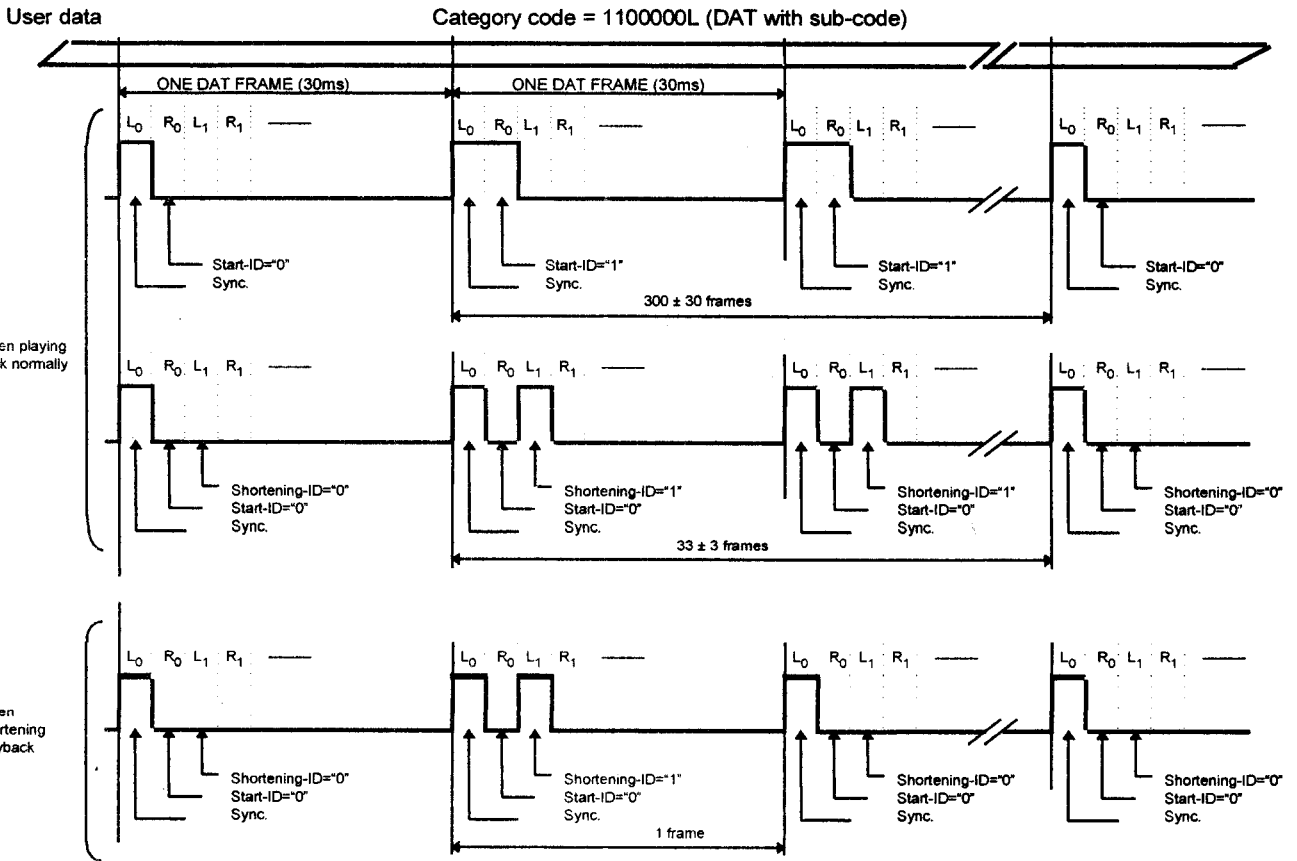 User data
Category code = 1100000L (DAT with sub-code)
ONE DAT FRAME (30ms) ONE DAT FRAME (30ms)
L0 R0 L1 R1 L0 R0 L1 R1 L0 R0 L1 R1 L0 R0 L1 R1
Start-ID="0" Start-ID="1" Start-ID="1" Start-ID="0"
Sync. Sync. Sync. Sync.
300 ± 30 frames
en playing
k normally
L0 R0 L1 R1 L0 R0 L1 R1 L0 R0 L1 R1 L0 R0 L1 R1
Shortening-ID="0" Shortening-ID="1" Shortening-ID="1" Shortening-ID="0"
Start-ID="0" Start-ID="0" Start-ID="0" Start-ID="0"
Sync. Sync. Sync. Sync.
33 ± 3 frames
L0 R0 L1 R1 L0 R0 L1 R1 L0 R0 L1 R1 L0 R0 L1 R1
en
rtening
yback
Shortening-ID="0" Shortening-ID="1" Shortening-ID="0" Shortening-ID="0"
Start-ID="0" Start-ID="0" Start-ID="0" Start-ID="0"
Sync. Sync. Sync. Sync.
1 frame